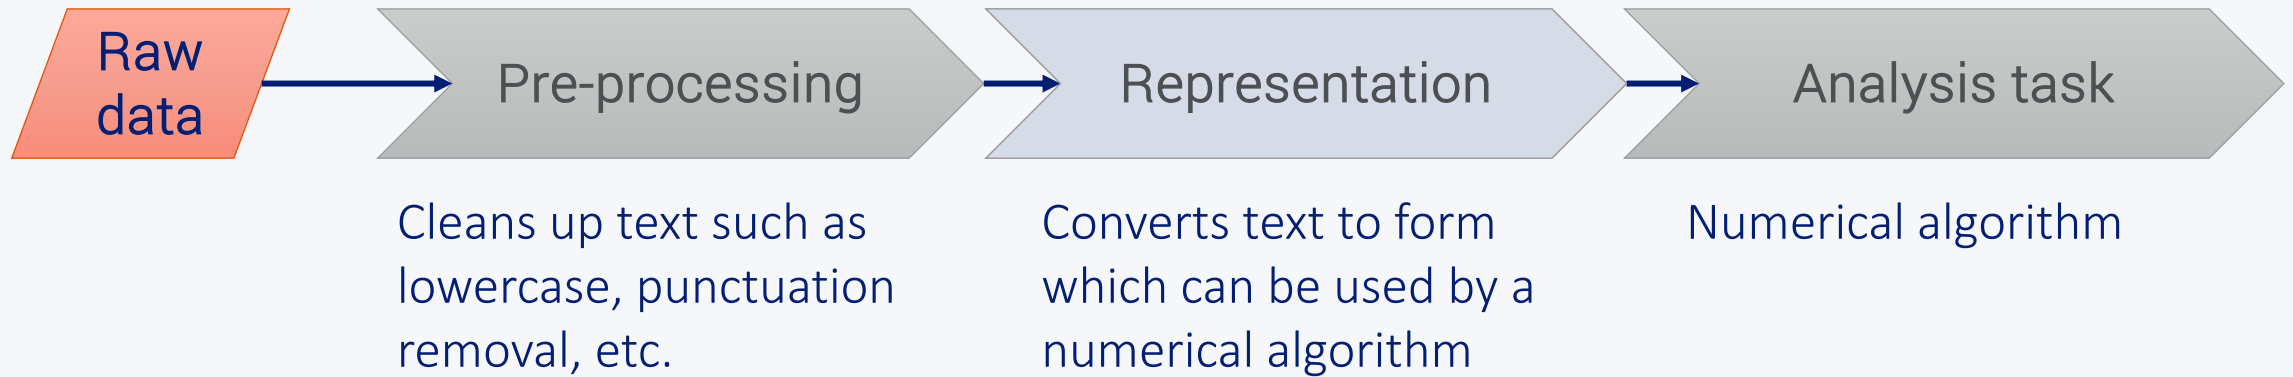 Raw
data
Pre-processing
Representation
Analysis task
Cleans up text such as
lowercase, punctuation
removal, etc.
Converts text to form
which can be used by a
numerical algorithm
Numerical algorithm